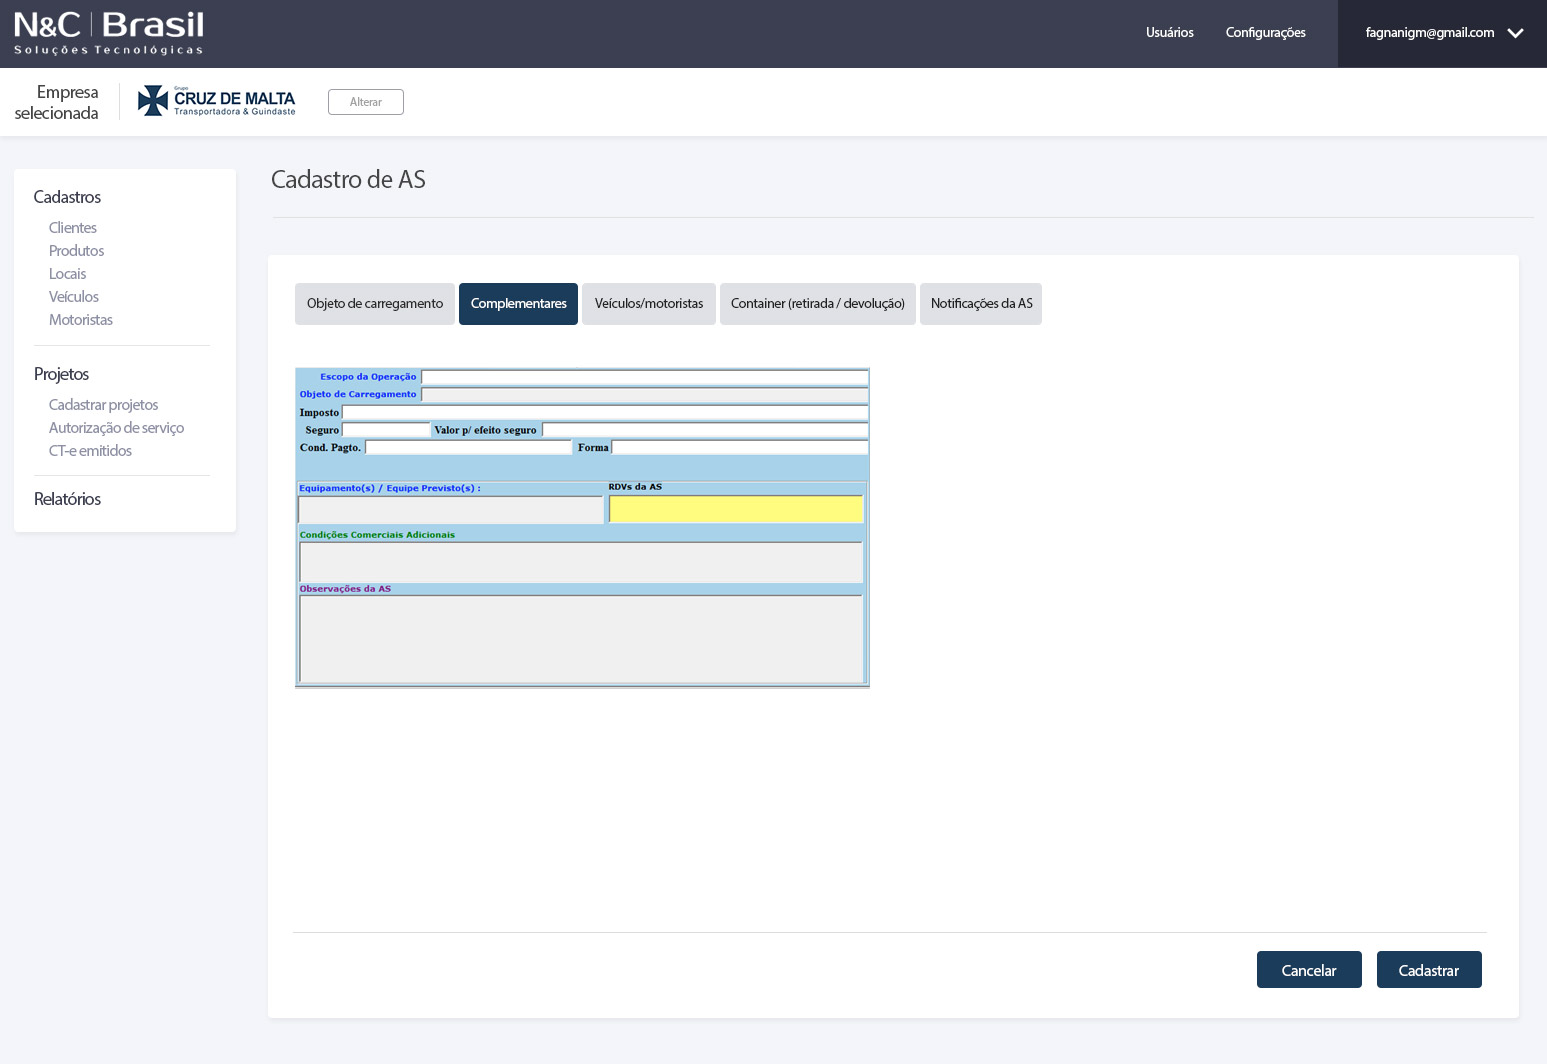 N&C | Brasil
Soluções Tecnológicas
Usuários
Configurações
fagnanigm@gmail.com
Empresa
selecionada
Grupo
CRUZ DE MALTA
Transportadora & Guindaste
Alterar
Cadastros
Clientes
Produtos
Locais
Veículos
Motoristas
Projetos
Cadastrar projetos
Autorização de serviço
CT-e emitidos
Relatórios
Cadastro de AS
Objeto de carregamento
Complementares
Veículos/motoristas
Container (retirada / devolução)
Notificações da AS
Escopo da Operação
Objeto de Carregamento
Imposto
Seguro
Valor p/ efeito seguro
Cond. Pagto.
Forma
Equipamento(s) / Equipe Previsto(s) :
RDVs da AS
Condições Comerciais Adicionais
Observações da AS
Cancelar
Cadastrar